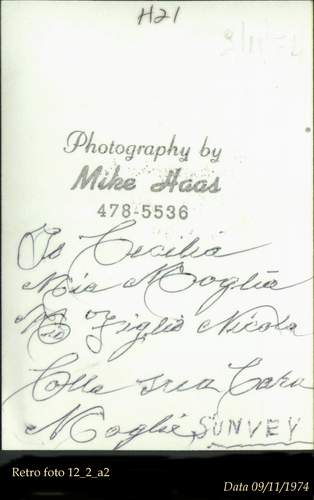 H21
Photography by
Mike Haas
478-5536
Io Cecilia
Mia Moglia
Mio Figlio Nicola
Colla sua Cara
Moglie SUNVEY
Retro foto 12_2_a2
Data 09/11/1974